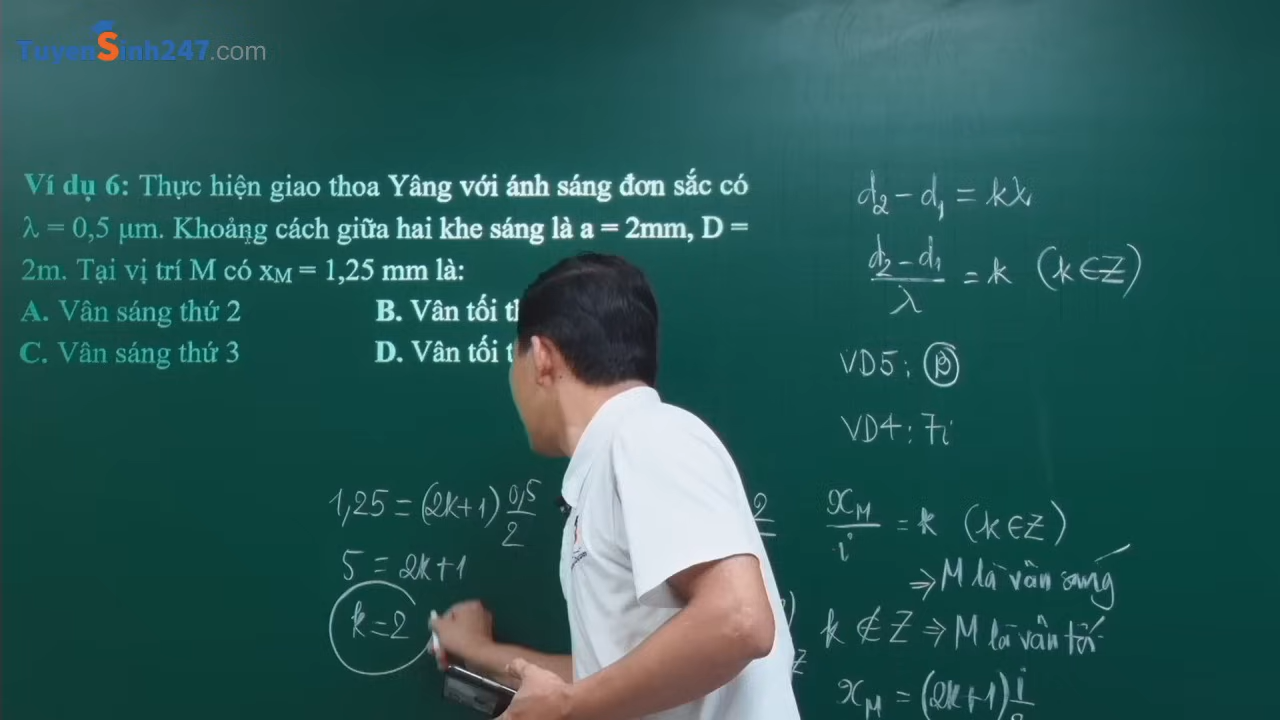 TuyenSinh247.com
Ví dụ 6: Thực hiện giao thoa Yâng với ánh sáng đơn sắc có
λ = 0,5 μm. Khoảng cách giữa hai khe sáng là a = 2mm, D =
2m. Tại vị trí M có xM = 1,25 mm là:
A. Vân sáng thứ 2 B. Vân tối
C. Vân sáng thứ 3 D. Vân tối
1,25 = (2k+1) 0,5/2
5 = 2k+1
k=2
d2 - d1 = kλ
(d2 - d1)/λ = k (k∈Z)
VD5: B
VD4: 7i
xM/i = k (k∈Z)
⇒ M là vân sáng
k ∉ Z ⇒ M là vân tối
xM = (2k+1) i